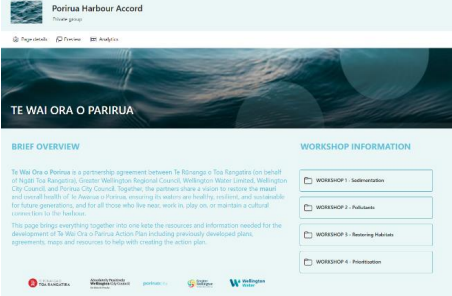 Porirua Harbour Accord
Private group
Page details Preview Analytics
TE WAI ORA O PARIRUA
BRIEF OVERVIEW
Te Wai Ora o Porirua is a partnership agreement between Te Rūnanga o Toa Rangatira (on behalf
of Ngāti Toa Rangatira), Greater Wellington Regional Council, Wellington Water Limited, Wellington
City Council and Porirua City Council. Together, the partners share a vision to restore the mauri
and overall health of Te Awarua-o-Porirua, ensuring its waters are healthy, resilient, and sustainable
for future generations, and for all those who live near, work in, play on, or maintain a cultural
connection to the harbour.
This page brings everything together into one kete the resources and information needed for the
development of Te Wai Ora o Porirua Action Plan including previously developed plans,
agreements, maps and resources to help with creating the action plan.
WORKSHOP INFORMATION
WORKSHOP 1 - Sedimentation
WORKSHOP 2 - Pollutants
WORKSHOP 3 - Restoring Habitats
WORKSHOP 4 - Prioritisation
TOA RANGATIRA
Absolutely Positively
Wellington City Council
poriruacity
Greater
Wellington
Wellington
Water